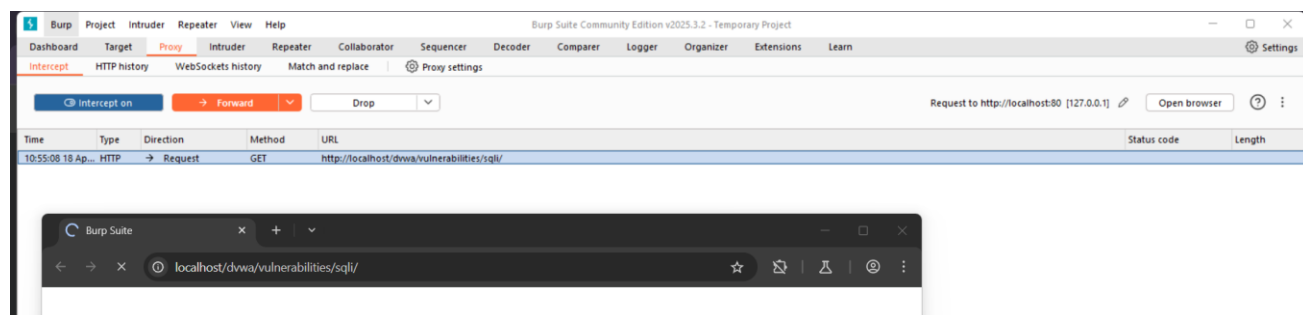 Burp Project Intruder Repeater View Help Burp Suite Community Edition v2025.3.2 - Temporary Project
Dashboard Target Proxy Intruder Repeater Collaborator Sequencer Decoder Comparer Logger Organizer Extensions Learn Settings
Intercept HTTP history WebSockets history Match and replace Proxy settings
Intercept on Forward Drop Request to http://localhost:80 [127.0.0.1] Open browser
Time Type Direction Method URL Status code Length
10:55:08 18 Ap... HTTP → Request GET http://localhost/dvwa/vulnerabilities/sqli/
Burp Suite
localhost/dvwa/vulnerabilities/sqli/